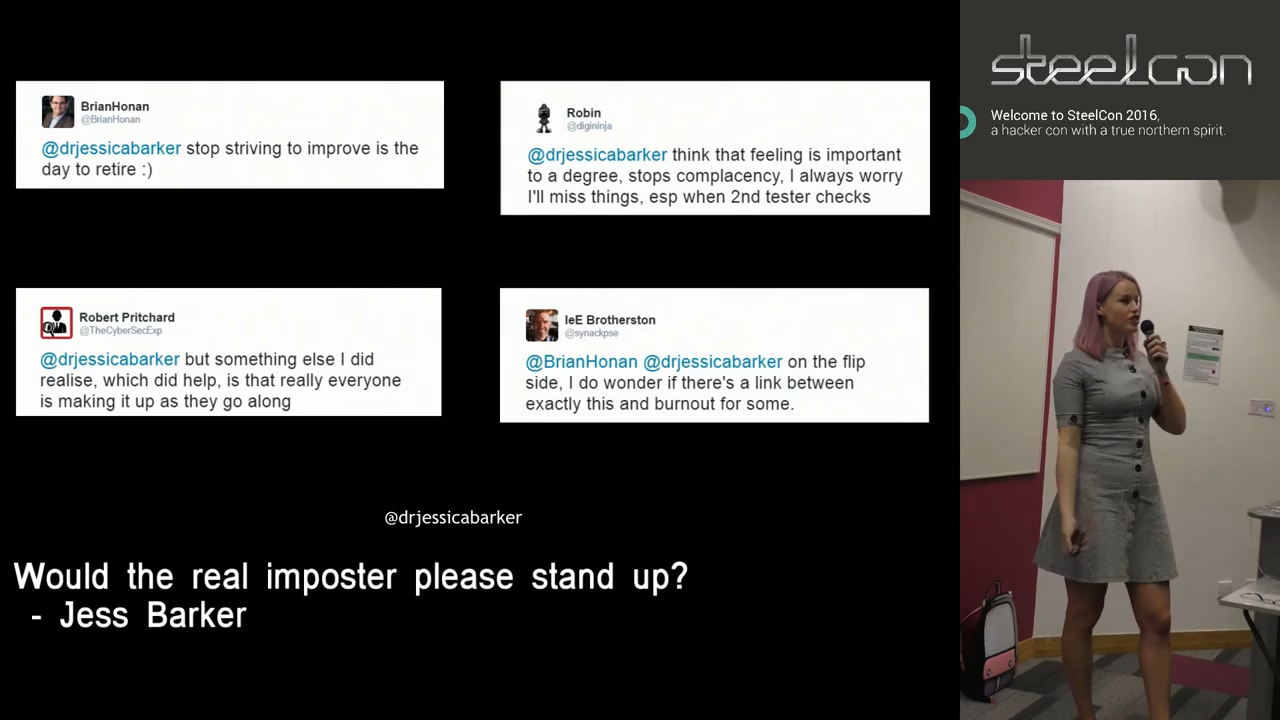 BrianHonan
@BrianHonan
@drjessicabarker stop striving to improve is the
day to retire :)
Robin
@digininja
@drjessicabarker think that feeling is important
to a degree, stops complacency, I always worry
I'll miss things, esp when 2nd tester checks
Robert Pritchard
@TheCyberSecExp
@drjessicabarker but something else I did
realise, which did help, is that really everyone
is making it up as they go along
leE Brotherston
@synackpse
@BrianHonan @drjessicabarker on the flip
side, I do wonder if there's a link between
exactly this and burnout for some.
@drjessicabarker
Would the real imposter please stand up?
- Jess Barker
steelcon
Welcome to SteelCon 2016,
a hacker con with a true northern spirit.